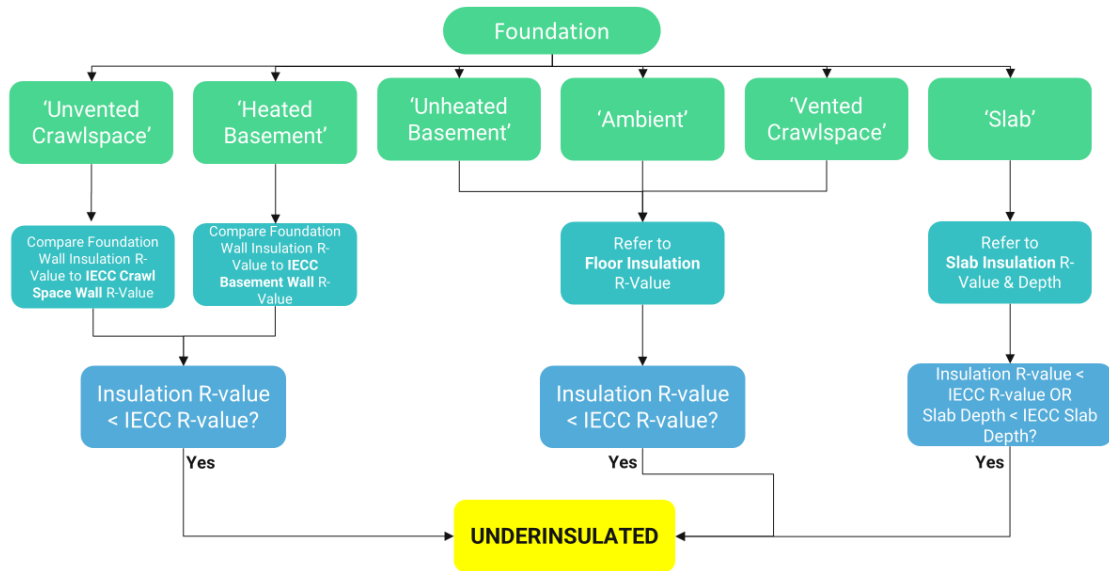 Foundation
‘Unvented
Crawlspace’
‘Heated
Basement’
‘Unheated
Basement’
‘Ambient’
‘Vented
Crawlspace’
‘Slab’
Compare Foundation
Wall Insulation R-
Value to IECC Crawl
Space Wall R-Value
Compare Foundation
Wall Insulation R-
Value to IECC
Basement Wall R-
Value
Refer to
Floor Insulation
R-Value
Refer to
Slab Insulation R-
Value & Depth
Insulation R-value
< IECC R-value?
Insulation R-value
< IECC R-value?
Insulation R-value <
IECC R-value OR
Slab Depth < IECC Slab
Depth?
Yes
Yes
Yes
UNDERINSULATED